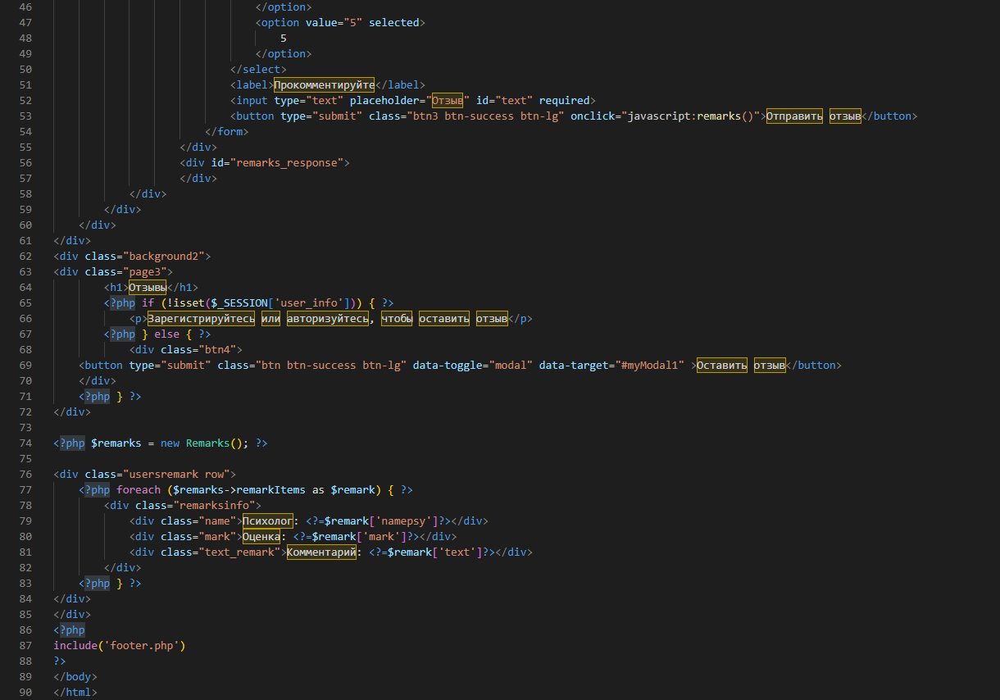 46 </option>
47 <option value="5" selected>
48 5
49 </option>
50 </select>
51 <label>Прокомментируйте</label>
52 <input type="text" placeholder="Отзыв" id="text" required>
53 <button type="submit" class="btn3 btn-success btn-lg" onclick="javascript:remarks()">Отправить отзыв</button>
54 </form>
55 </div>
56 <div id="remarks_response">
57 </div>
58 </div>
59 </div>
60 </div>
61 </div>
62 <div class="background2">
63 <div class="page3">
64 <h1>Отзывы</h1>
65 <?php if (!isset($_SESSION['user_info'])) { ?>
66 <p>Зарегистрируйтесь или авторизуйтесь, чтобы оставить отзыв</p>
67 <?php } else { ?>
68 <div class="btn4">
69 <button type="submit" class="btn btn-success btn-lg" data-toggle="modal" data-target="#myModal1" >Оставить отзыв</button>
70 </div>
71 <?php } ?>
72 </div>
73
74 <?php $remarks = new Remarks(); ?>
75
76 <div class="usersremark row">
77 <?php foreach ($remarks->remarkItems as $remark) { ?>
78 <div class="remarksinfo">
79 <div class="name">Психолог: <?=$remark['namepsy']?></div>
80 <div class="mark">Оценка: <?=$remark['mark']?></div>
81 <div class="text_remark">Комментарий: <?=$remark['text']?></div>
82 </div>
83 <?php } ?>
84 </div>
85 </div>
86 <?php
87 include('footer.php')
88 ?>
89 </body>
90 </html>